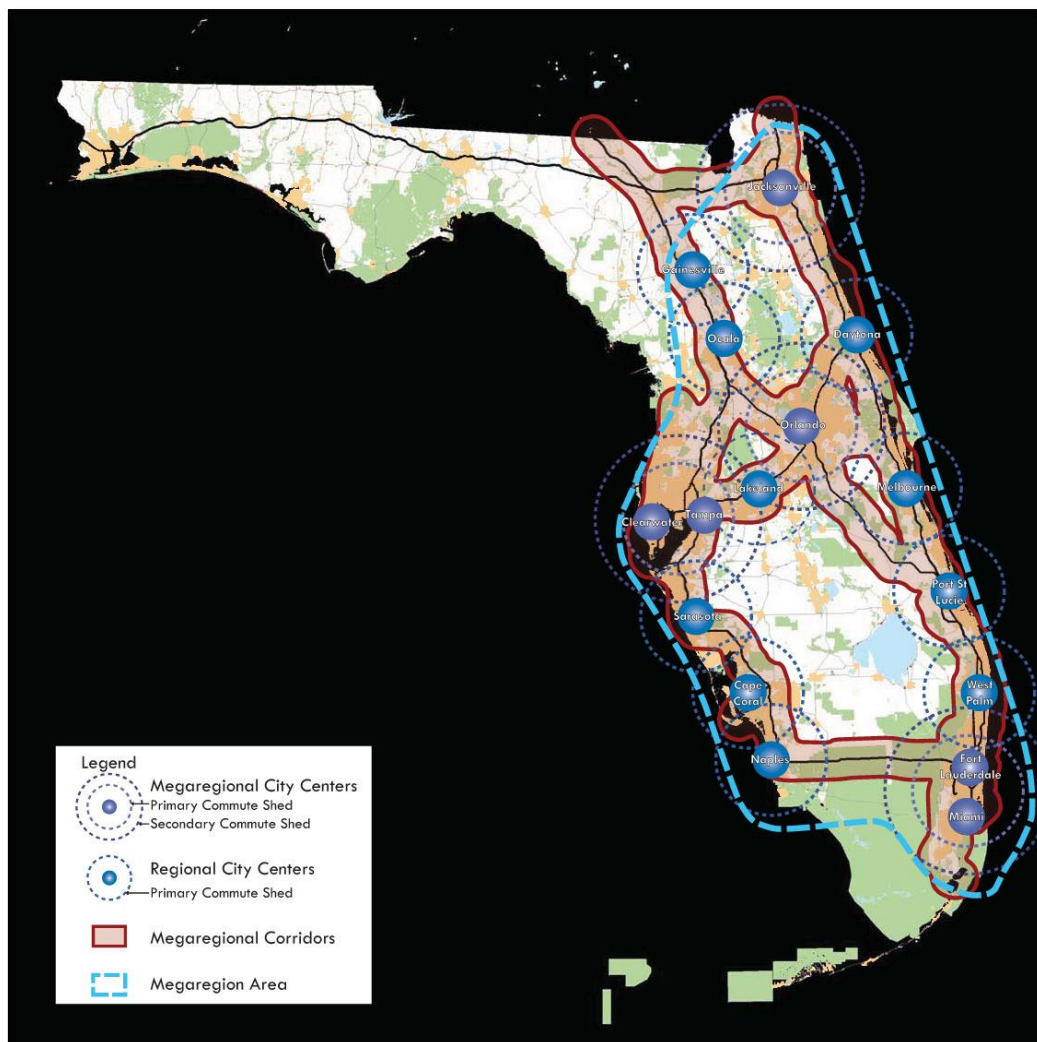 Jacksonville
Gainesville
Ocala
Daytona
Orlando
Lakeland
Melbourne
Clearwater
Tampa
Port St
Lucie
Sarasota
Cape
Coral
West
Palm
Naples
Fort
Lauderdale
Miami
Legend
Megaregional City Centers
Primary Commute Shed
Secondary Commute Shed
Regional City Centers
Primary Commute Shed
Megaregional Corridors
Megaregion Area